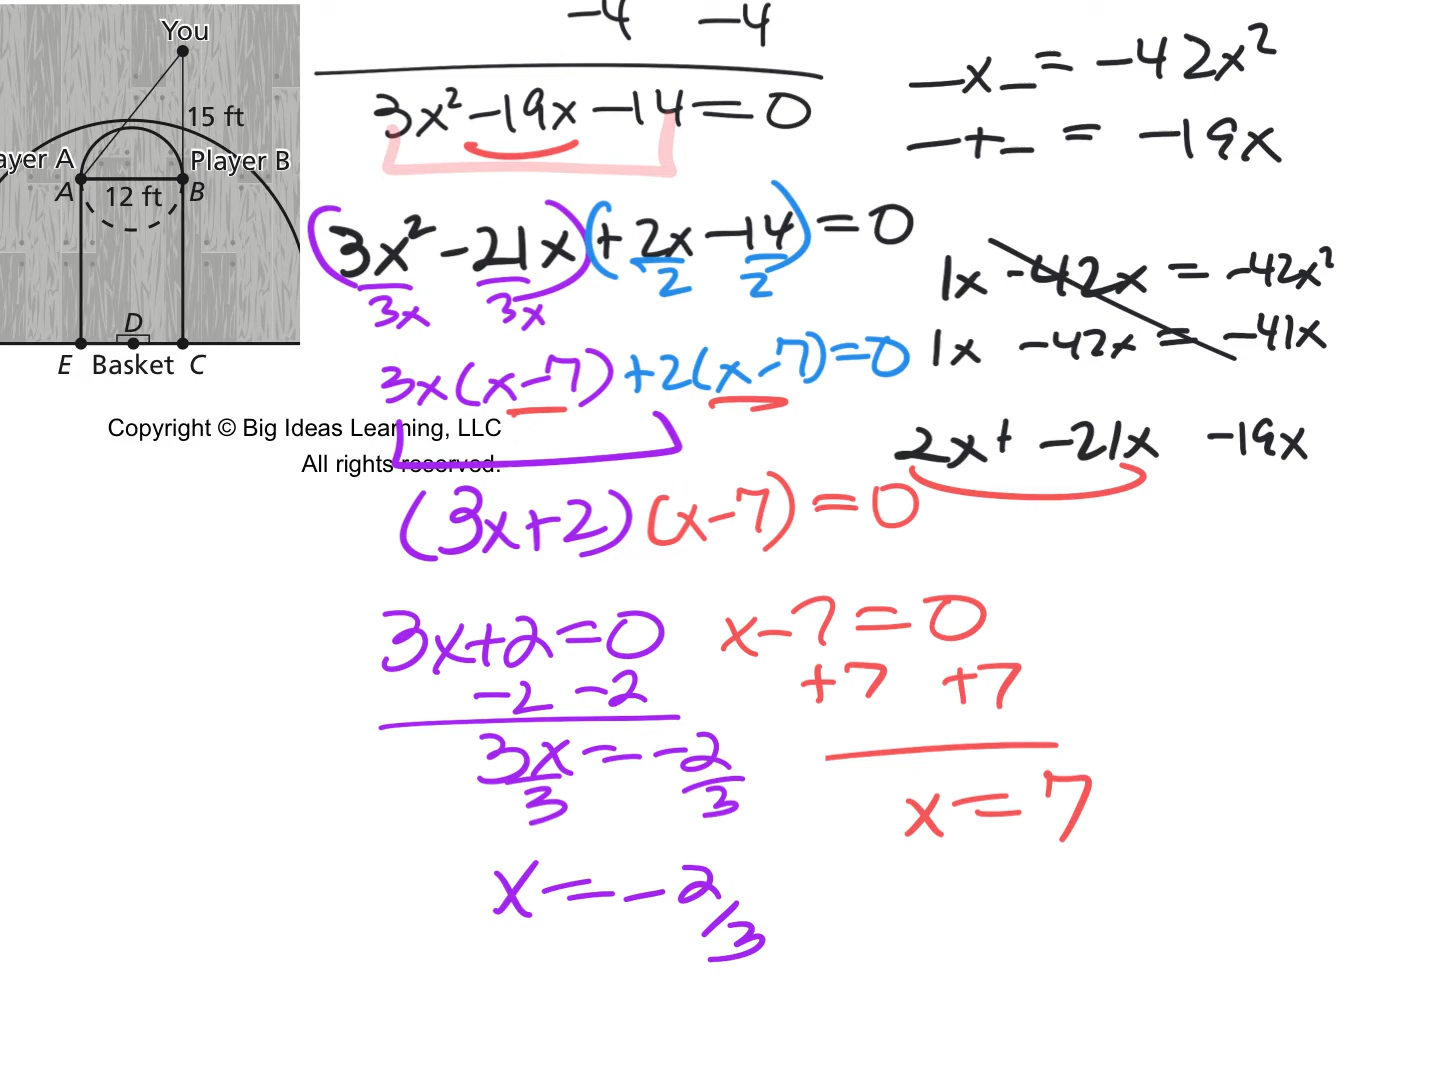 You
15 ft
ayer A
Player B
A
12 ft
B
D
E Basket C
Copyright © Big Ideas Learning, LLC
All rights reserved.
-4 -4
3x² -19x -14 = 0
(3x² -21x)(+2x -14) = 0
3x 3x 2 2
3x(x-7) +2(x-7) = 0
(3x+2)(x-7) = 0
3x+2=0
-2 -2
3x = -2
3 3
x = -2/3
x-7=0
+7 +7
x = 7
_x_ = -42x²
_+_ = -19x
1x -42x = -42x²
1x -42x = -41x
2x + -21x -19x